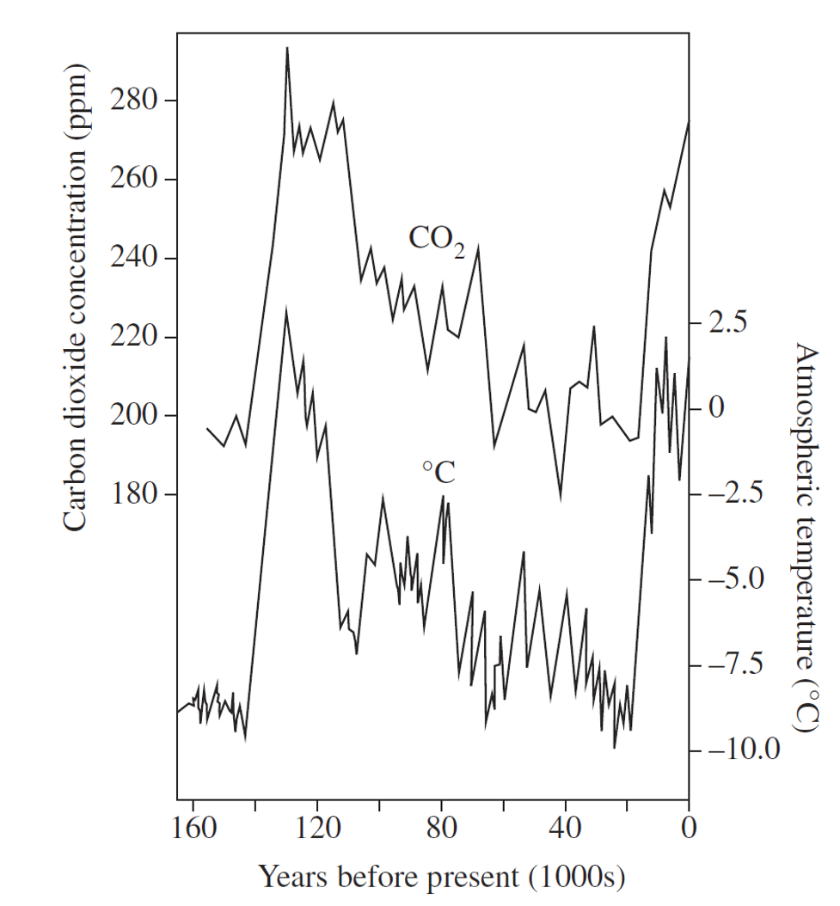 Carbon dioxide concentration (ppm)
280
260
240
220
200
180
CO2
°C
2.5
0
–2.5
–5.0
–7.5
–10.0
Atmospheric temperature (°C)
160 120 80 40 0
Years before present (1000s)